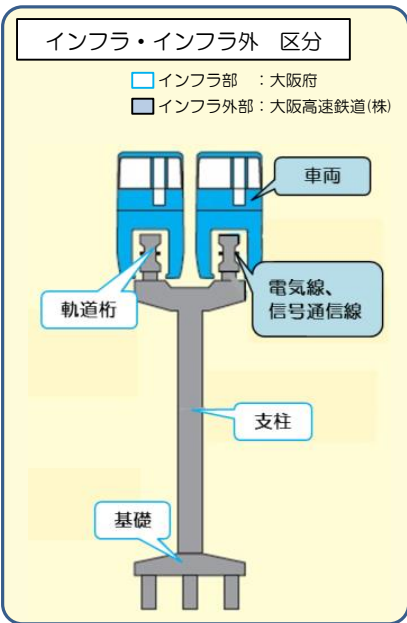 インフラ・インフラ外 区分
インフラ部 :大阪府
インフラ外部:大阪高速鉄道(株)
車両
軌道桁
電気線、
信号通信線
支柱
基礎